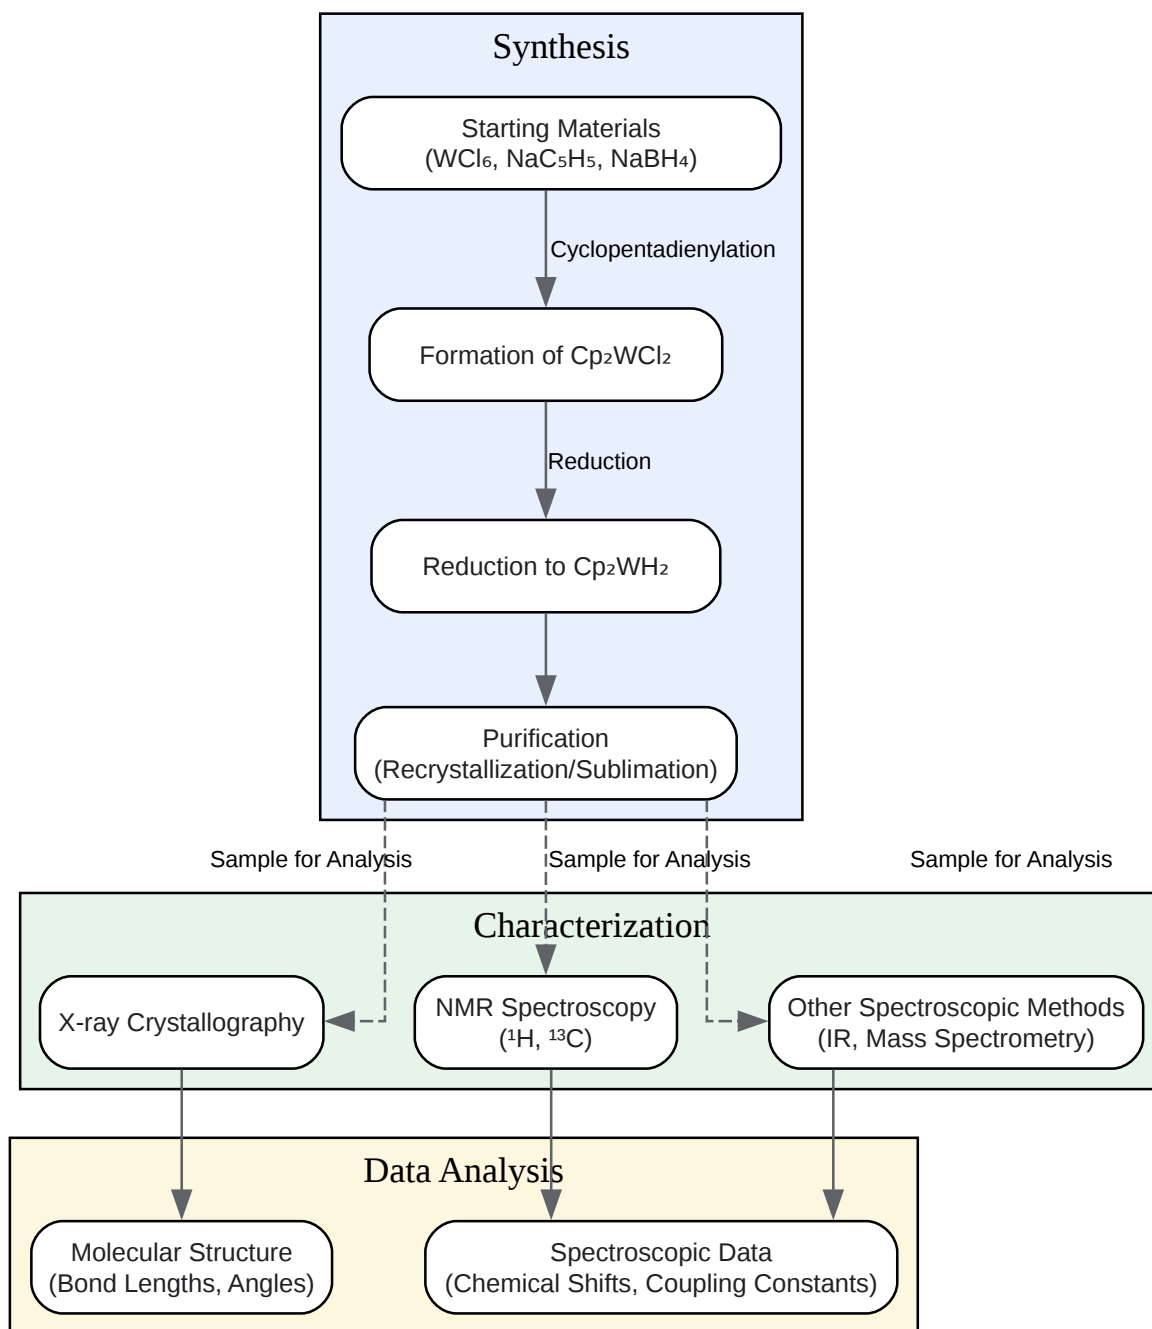 Synthesis
Starting Materials
(WCl₆, NaC₅H₅, NaBH₄)
Cyclopentadienylation
Formation of Cp₂WCl₂
Reduction
Reduction to Cp₂WH₂
Purification
(Recrystallization/Sublimation)
Sample for Analysis
Sample for Analysis
Sample for Analysis
Characterization
X-ray Crystallography
NMR Spectroscopy
(¹H, ¹³C)
Other Spectroscopic Methods
(IR, Mass Spectrometry)
Data Analysis
Molecular Structure
(Bond Lengths, Angles)
Spectroscopic Data
(Chemical Shifts, Coupling Constants)